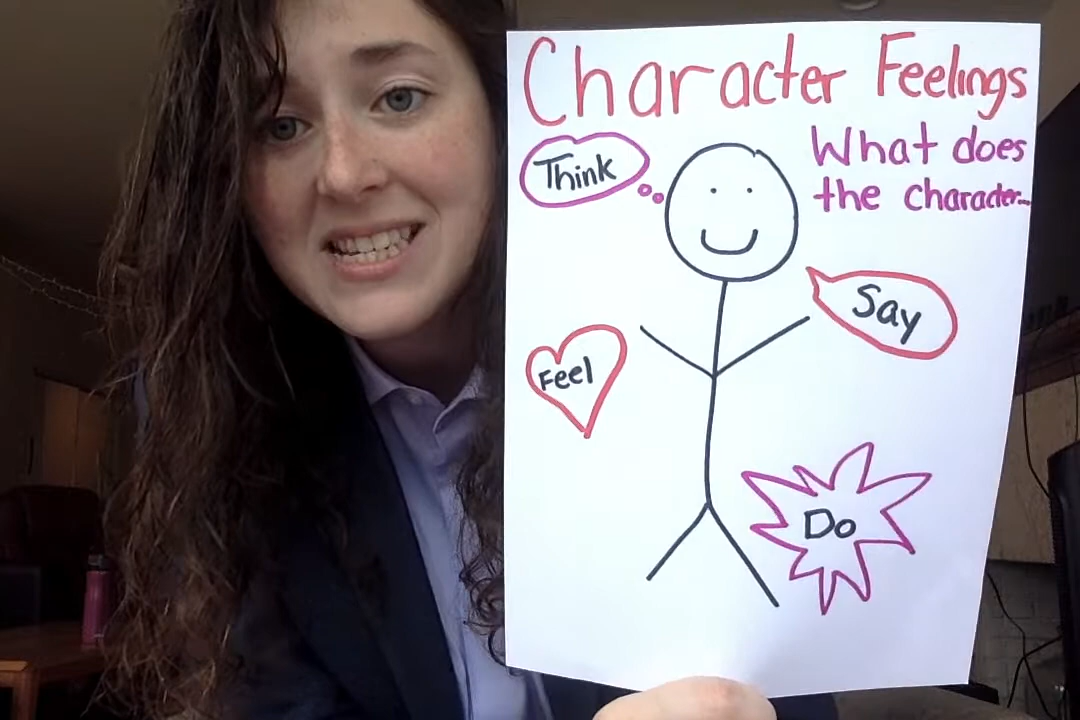 Character Feelings
What does
the character...
Think
Say
Feel
Do